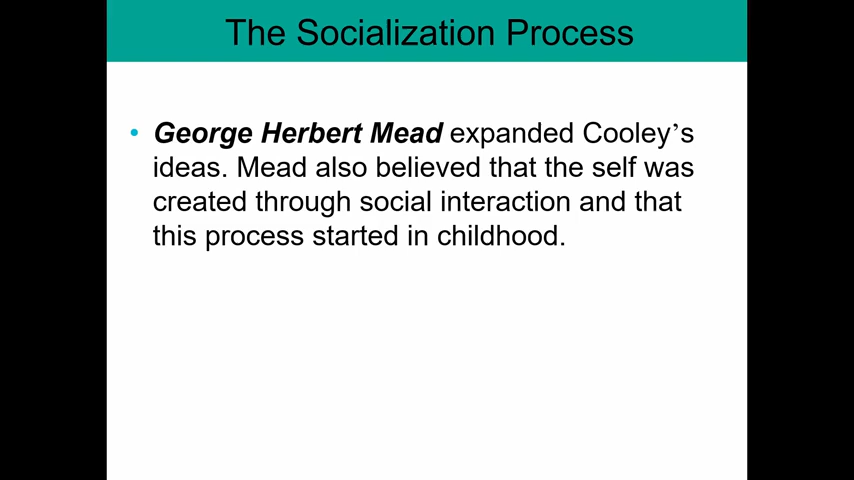 The Socialization Process
• George Herbert Mead expanded Cooley’s
ideas. Mead also believed that the self was
created through social interaction and that
this process started in childhood.